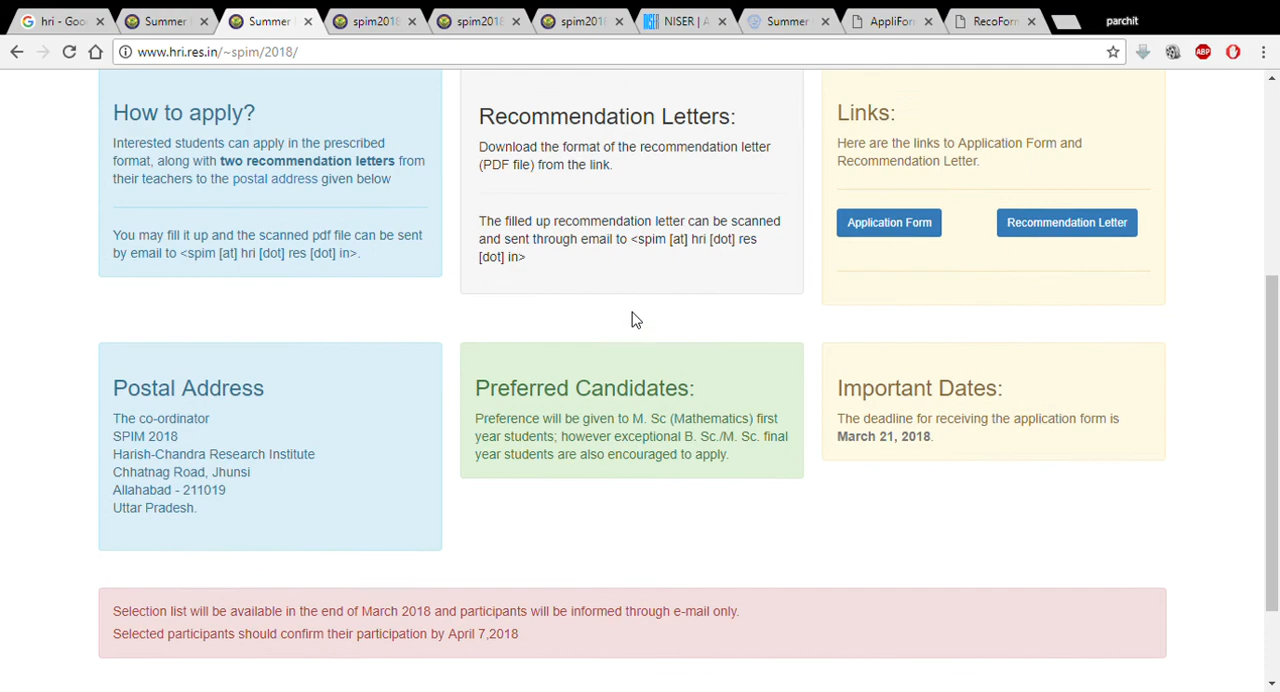 hri - Goo
Summer
Summer
spim2018
spim2018
spim2018
NISER | A
Summer
AppliFor
RecoForm
parchit
www.hri.res.in/~spim/2018/
ABP
How to apply?
Interested students can apply in the prescribed
format, along with two recommendation letters from
their teachers to the postal address given below
You may fill it up and the scanned pdf file can be sent
by email to <spim [at] hri [dot] res [dot] in>.
Recommendation Letters:
Download the format of the recommendation letter
(PDF file) from the link.
The filled up recommendation letter can be scanned
and sent through email to <spim [at] hri [dot] res
[dot] in>
Links:
Here are the links to Application Form and
Recommendation Letter.
Application Form
Recommendation Letter
Postal Address
The co-ordinator
SPIM 2018
Harish-Chandra Research Institute
Chhatnag Road, Jhunsi
Allahabad - 211019
Uttar Pradesh.
Preferred Candidates:
Preference will be given to M. Sc (Mathematics) first
year students; however exceptional B. Sc./M. Sc. final
year students are also encouraged to apply.
Important Dates:
The deadline for receiving the application form is
March 21, 2018.
Selection list will be available in the end of March 2018 and participants will be informed through e-mail only.
Selected participants should confirm their participation by April 7,2018